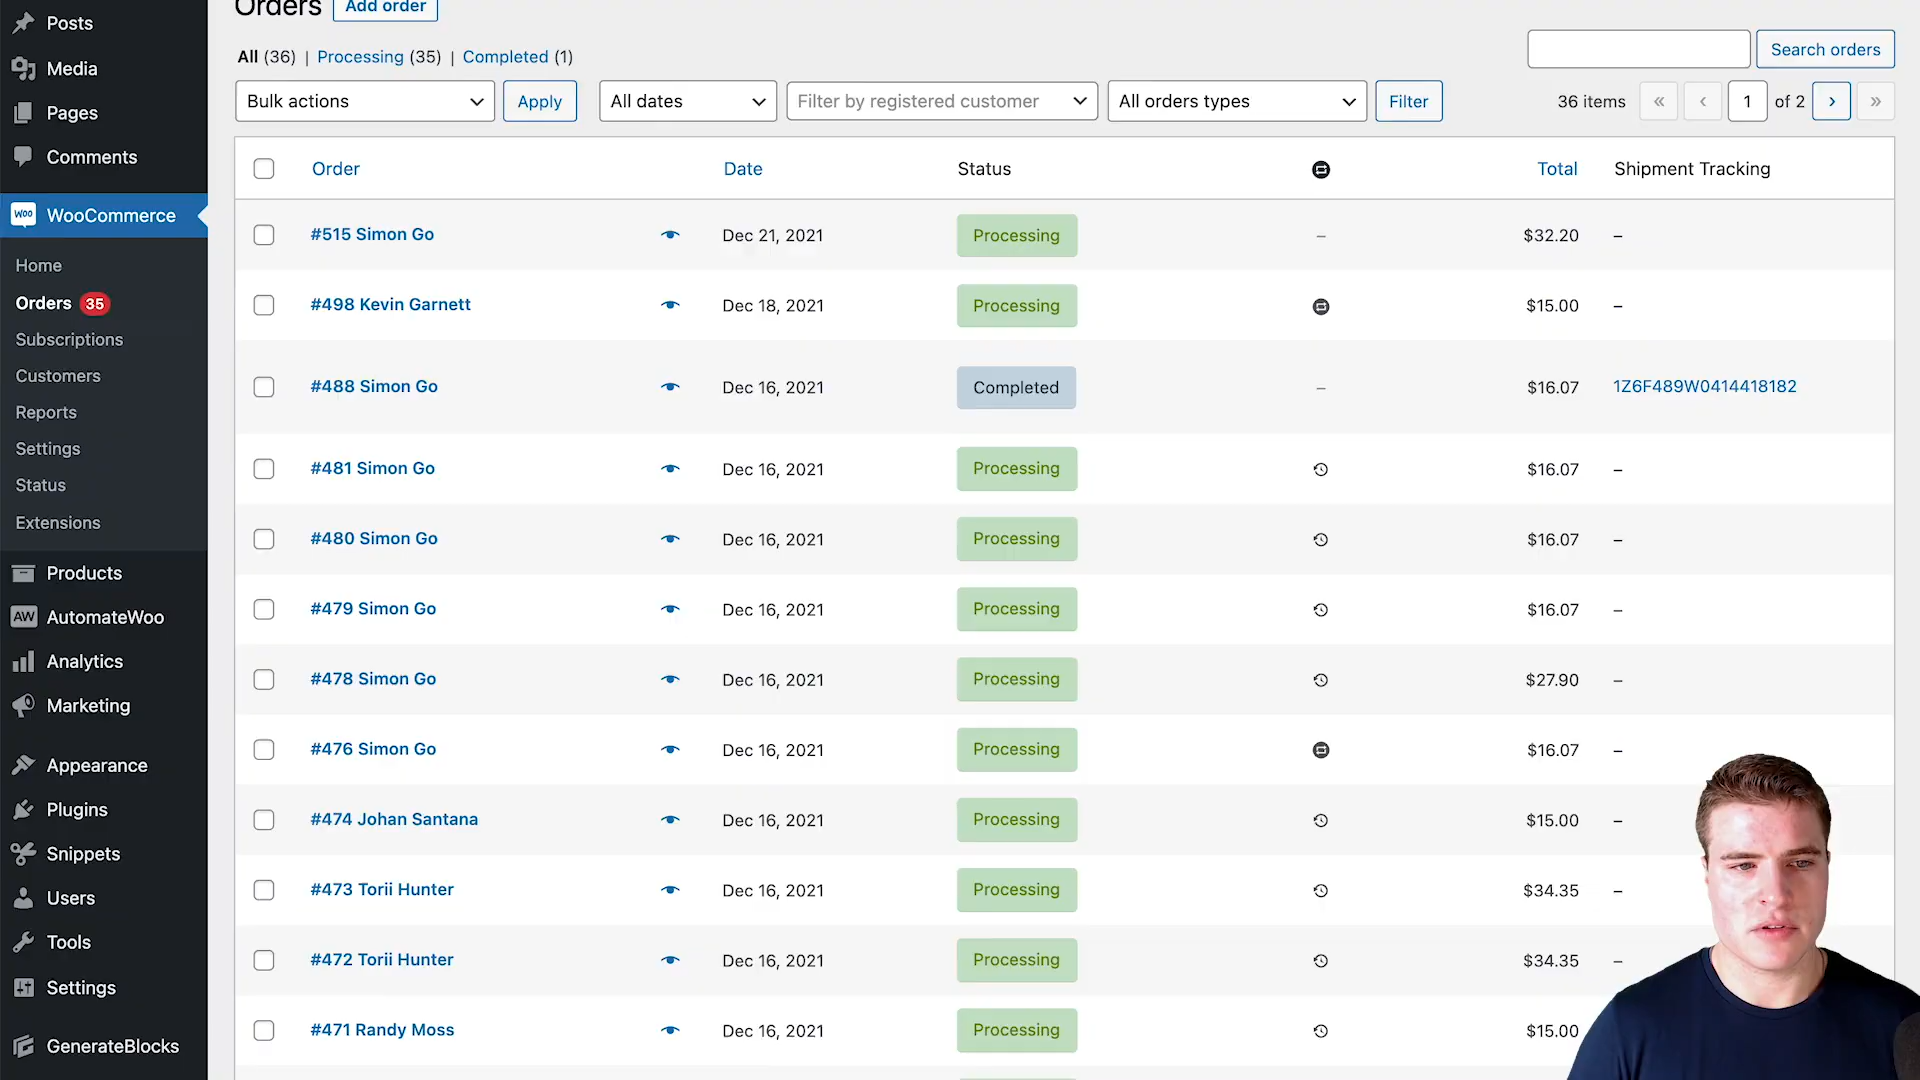 Posts
Media
Pages
Comments
WooCommerce
Home
Orders 35
Subscriptions
Customers
Reports
Settings
Status
Extensions
Products
AW AutomateWoo
Analytics
Marketing
Appearance
Plugins
Snippets
Users
Tools
Settings
GenerateBlocks
Orders Add order
All (36) | Processing (35) | Completed (1)
Search orders
Bulk actions Apply All dates Filter by registered customer All orders types Filter 36 items « ‹ 1 of 2 › »
Order Date Status Total Shipment Tracking
#515 Simon Go Dec 21, 2021 Processing – $32.20 –
#498 Kevin Garnett Dec 18, 2021 Processing $15.00 –
#488 Simon Go Dec 16, 2021 Completed – $16.07 1Z6F489W0414418182
#481 Simon Go Dec 16, 2021 Processing $16.07 –
#480 Simon Go Dec 16, 2021 Processing $16.07 –
#479 Simon Go Dec 16, 2021 Processing $16.07 –
#478 Simon Go Dec 16, 2021 Processing $27.90 –
#476 Simon Go Dec 16, 2021 Processing $16.07 –
#474 Johan Santana Dec 16, 2021 Processing $15.00 –
#473 Torii Hunter Dec 16, 2021 Processing $34.35 –
#472 Torii Hunter Dec 16, 2021 Processing $34.35 –
#471 Randy Moss Dec 16, 2021 Processing $15.00